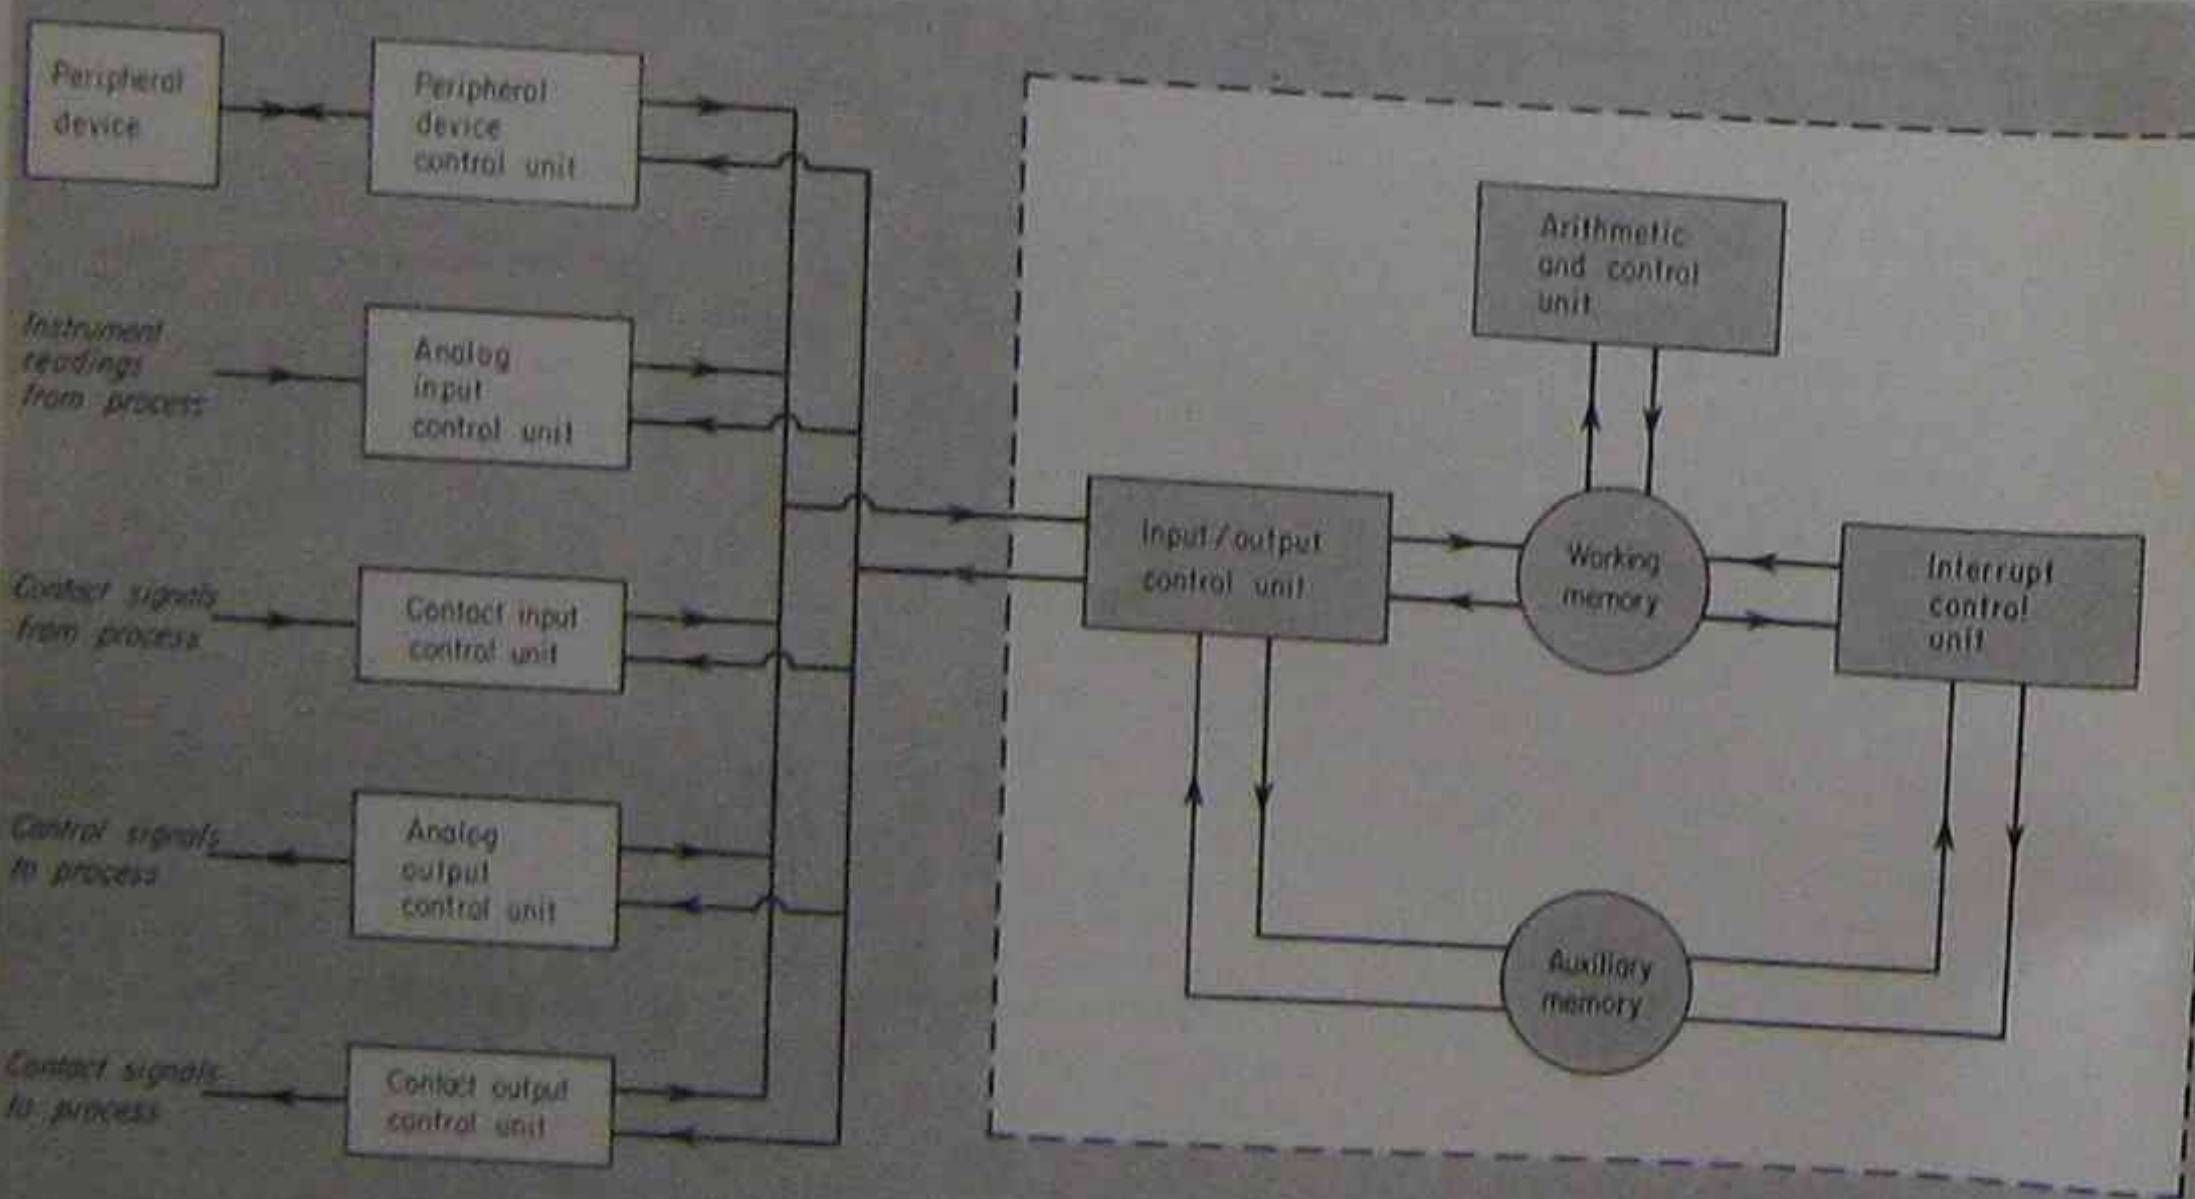 Peripheral
device
Peripheral
device
control unit
Instrument
readings
from process
Analog
input
control unit
Contact signals
from process
Contact input
control unit
Control signals
to process
Analog
output
control unit
Contact signals
to process
Contact output
control unit
Arithmetic
and control
unit
Input/output
control unit
Working
memory
Interrupt
control
unit
Auxiliary
memory